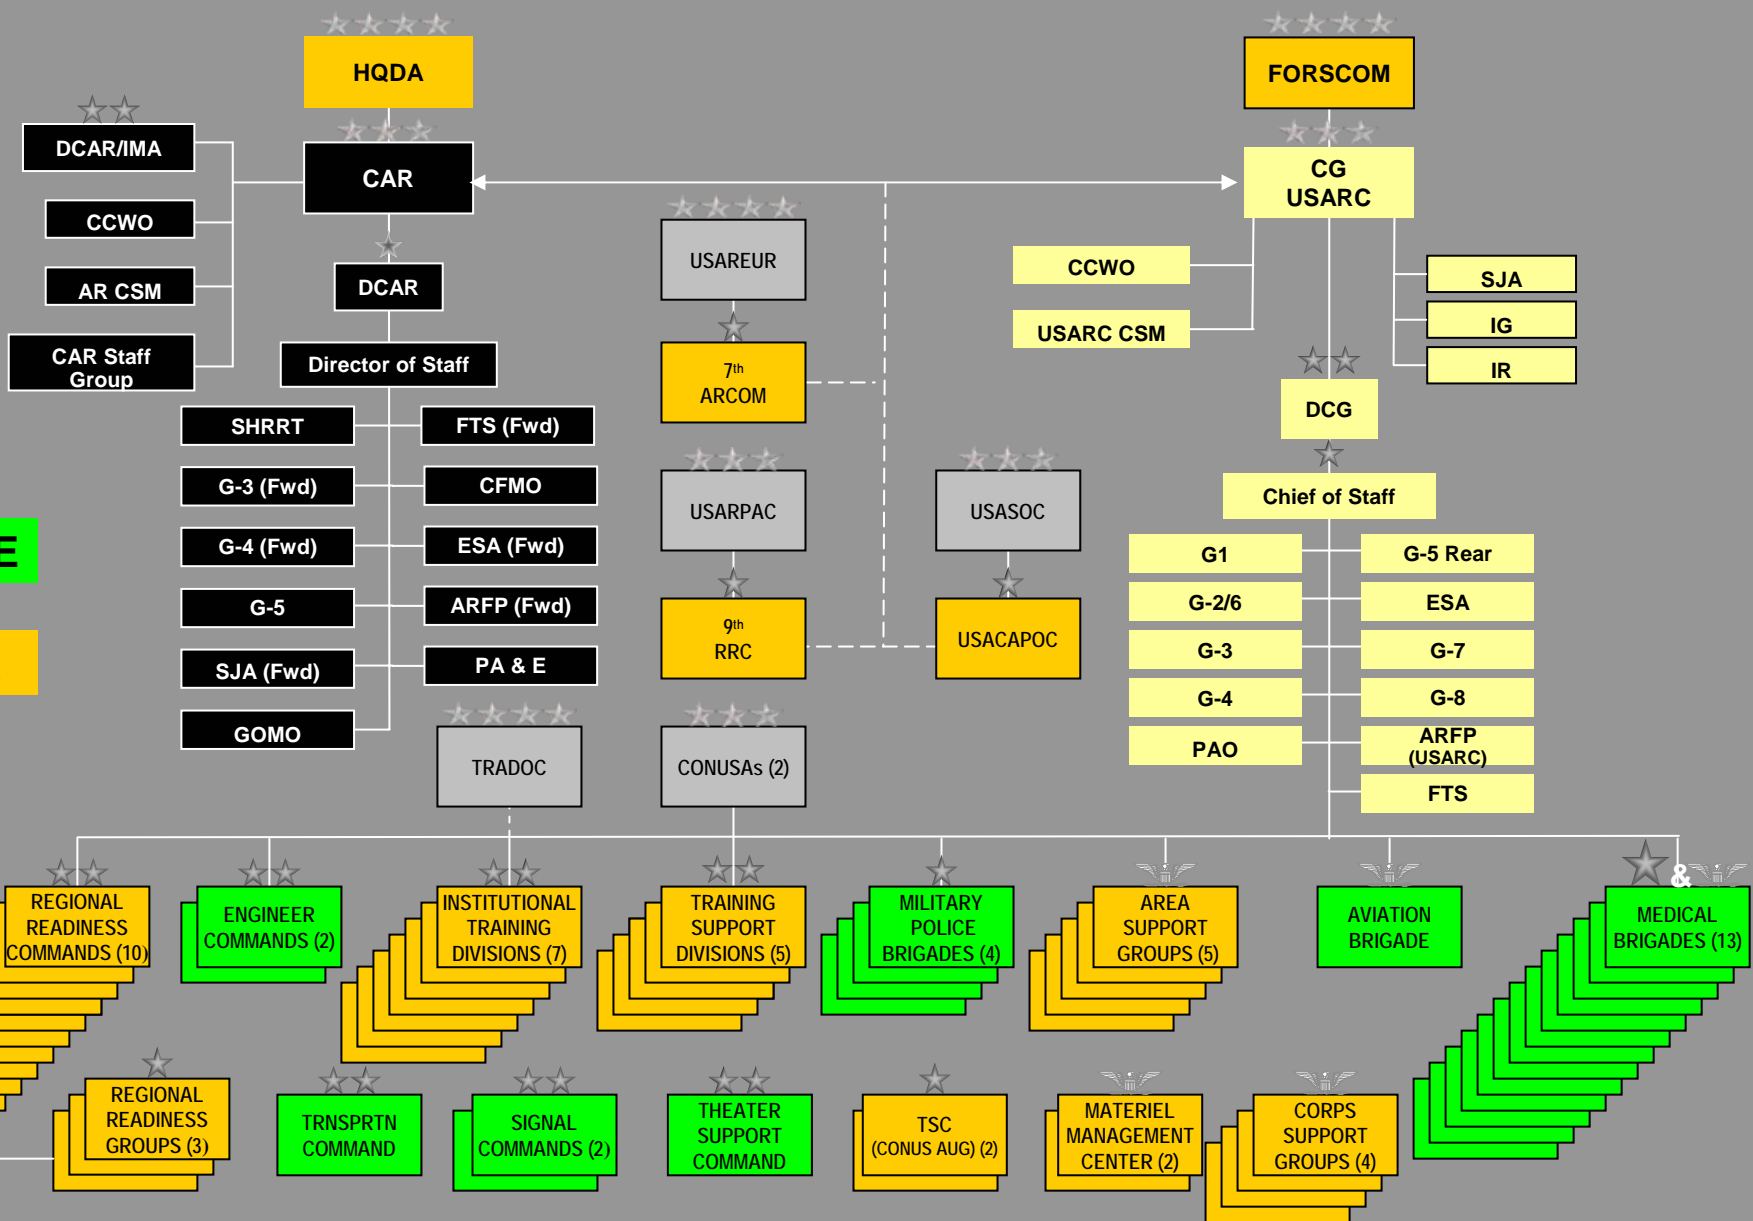 HQDA
FORSCOM
DCAR/IMA
CAR
CG
USARC
CCWO
AR CSM
CAR Staff
Group
DCAR
Director of Staff
SHRRT
FTS (Fwd)
G-3 (Fwd)
CFMO
G-4 (Fwd)
ESA (Fwd)
G-5
ARFP (Fwd)
SJA (Fwd)
PA & E
GOMO
E
USAREUR
7th
ARCOM
USARPAC
9th
RRC
USASOC
USACAPOC
CCWO
USARC CSM
SJA
IG
IR
DCG
Chief of Staff
G1
G-5 Rear
G-2/6
ESA
G-3
G-7
G-4
G-8
PAO
ARFP
(USARC)
FTS
TRADOC
CONUSAs (2)
REGIONAL
READINESS
COMMANDS (10)
ENGINEER
COMMANDS (2)
INSTITUTIONAL
TRAINING
DIVISIONS (7)
TRAINING
SUPPORT
DIVISIONS (5)
MILITARY
POLICE
BRIGADES (4)
AREA
SUPPORT
GROUPS (5)
AVIATION
BRIGADE
&
MEDICAL
BRIGADES (13)
REGIONAL
READINESS
GROUPS (3)
TRNSPRTN
COMMAND
SIGNAL
COMMANDS (2)
THEATER
SUPPORT
COMMAND
TSC
(CONUS AUG) (2)
MATERIEL
MANAGEMENT
CENTER (2)
CORPS
SUPPORT
GROUPS (4)